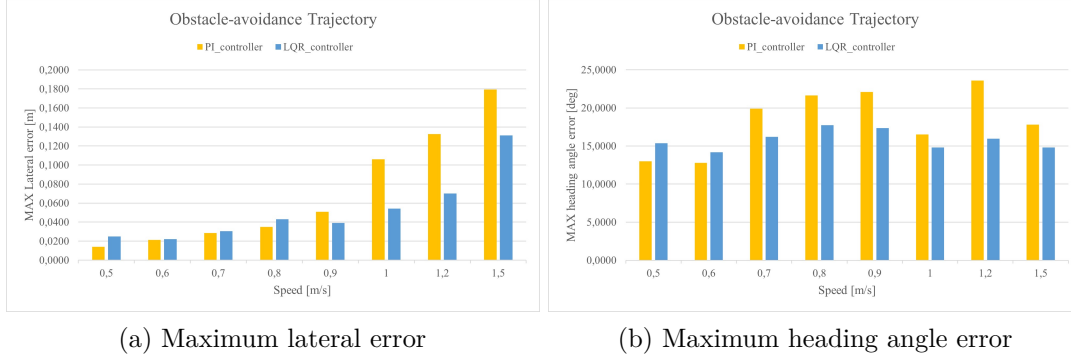 Obstacle-avoidance Trajectory
PI_controller LQR_controller
0,2000
0,1800
0,1600
0,1400
0,1200
0,1000
0,0800
0,0600
0,0400
0,0200
0,0000
MAX Lateral error [m]
0,5 0,6 0,7 0,8 0,9 1 1,2 1,5
Speed [m/s]
(a) Maximum lateral error
Obstacle-avoidance Trajectory
PI_controller LQR_controller
25,0000
20,0000
15,0000
10,0000
5,0000
0,0000
MAX heading angle error [deg]
0,5 0,6 0,7 0,8 0,9 1 1,2 1,5
Speed [m/s]
(b) Maximum heading angle error